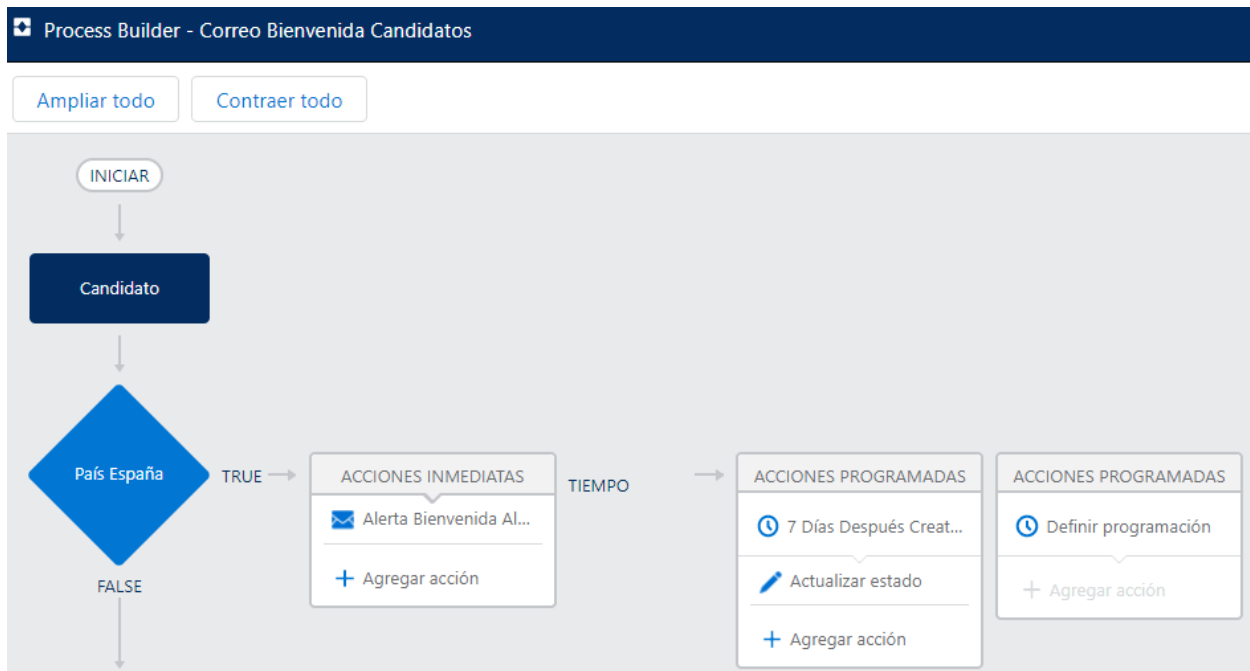 Process Builder - Correo Bienvenida Candidatos
Ampliar todo
Contraer todo
INICIAR
Candidato
País España
TRUE
FALSE
ACCIONES INMEDIATAS
Alerta Bienvenida Al...
Agregar acción
TIEMPO
ACCIONES PROGRAMADAS
7 Días Después Creat...
Actualizar estado
Agregar acción
ACCIONES PROGRAMADAS
Definir programación
Agregar acción